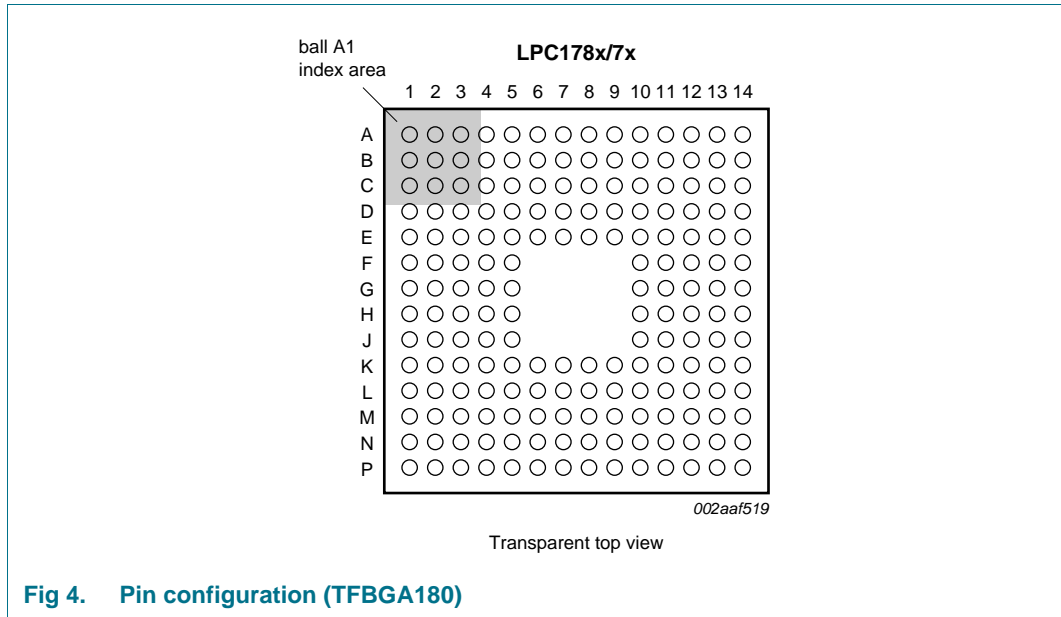 ball A1
index area
LPC178x/7x
1 2 3 4 5 6 7 8 9 10 11 12 13 14
A
B
C
D
E
F
G
H
J
K
L
M
N
P
002aaf519
Transparent top view
Fig 4. Pin configuration (TFBGA180)